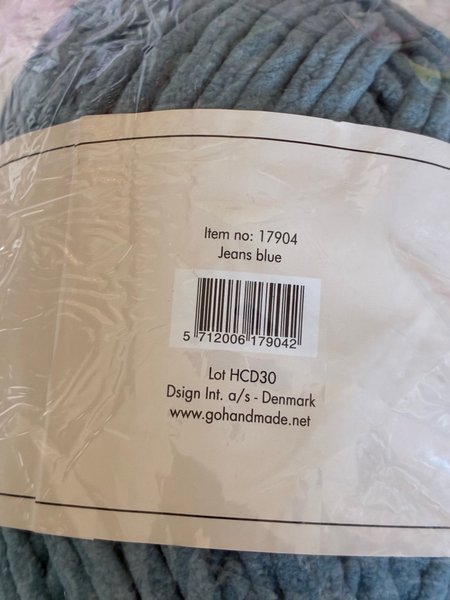 Item no: 17904
Jeans blue
5 712006 179042
Lot HCD30
Dsign Int. a/s - Denmark
www.gohandmade.net